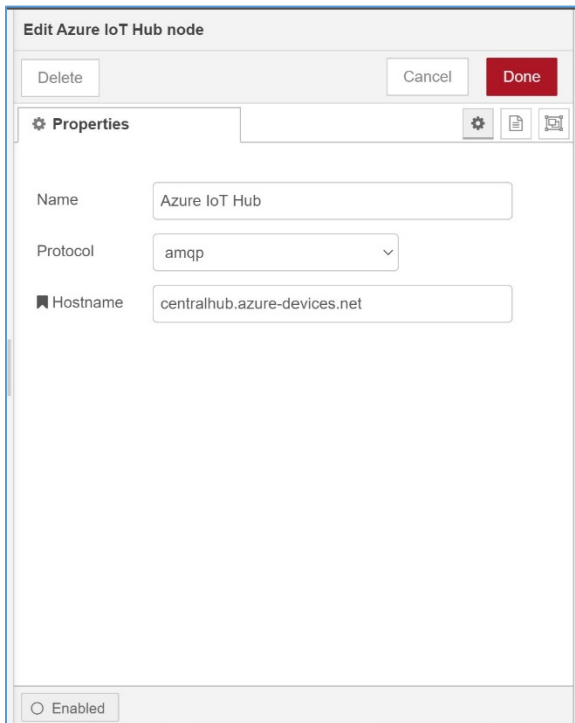 Edit Azure IoT Hub node
Delete Cancel Done
Properties
Name Azure IoT Hub
Protocol amqp
Hostname centralhub.azure-devices.net
Enabled